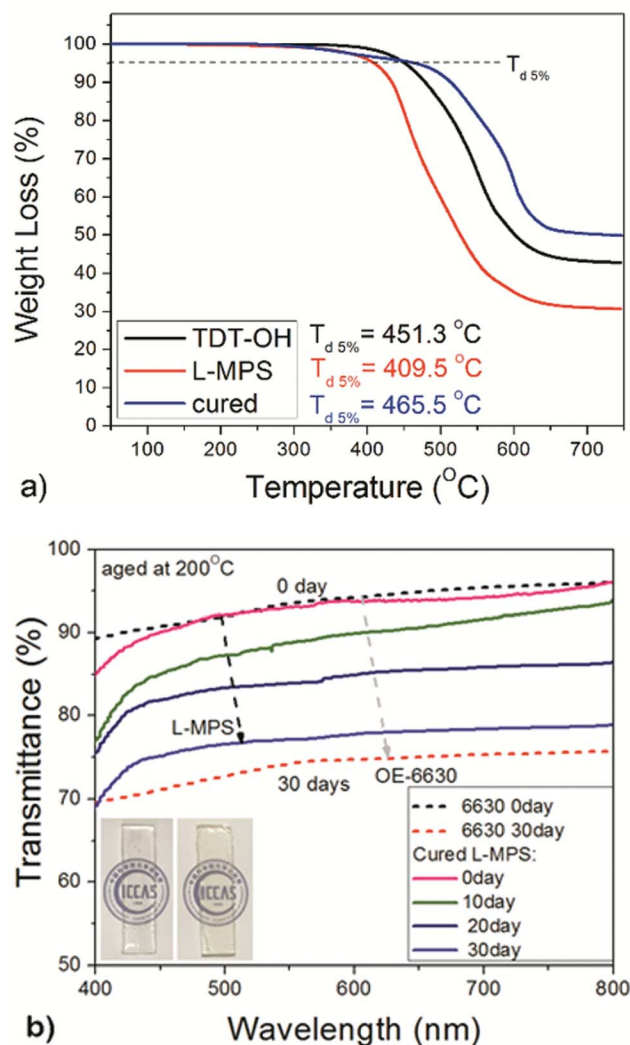 100
90
80
70
60
50
40
30
20
10
0
Weight Loss (%)
T d 5%
TDT-OH
L-MPS
cured
T d 5% = 451.3 °C
T d 5% = 409.5 °C
T d 5% = 465.5 °C
100 200 300 400 500 600 700
a)
Temperature (°C)
100
90
80
70
60
50
Transmittance (%)
aged at 200°C
0 day
L-MPS
OE-6630
30 days
6630 0day
6630 30day
Cured L-MPS:
0day
10day
20day
30day
ICCAS
ICCAS
400 500 600 700 800
b)
Wavelength (nm)